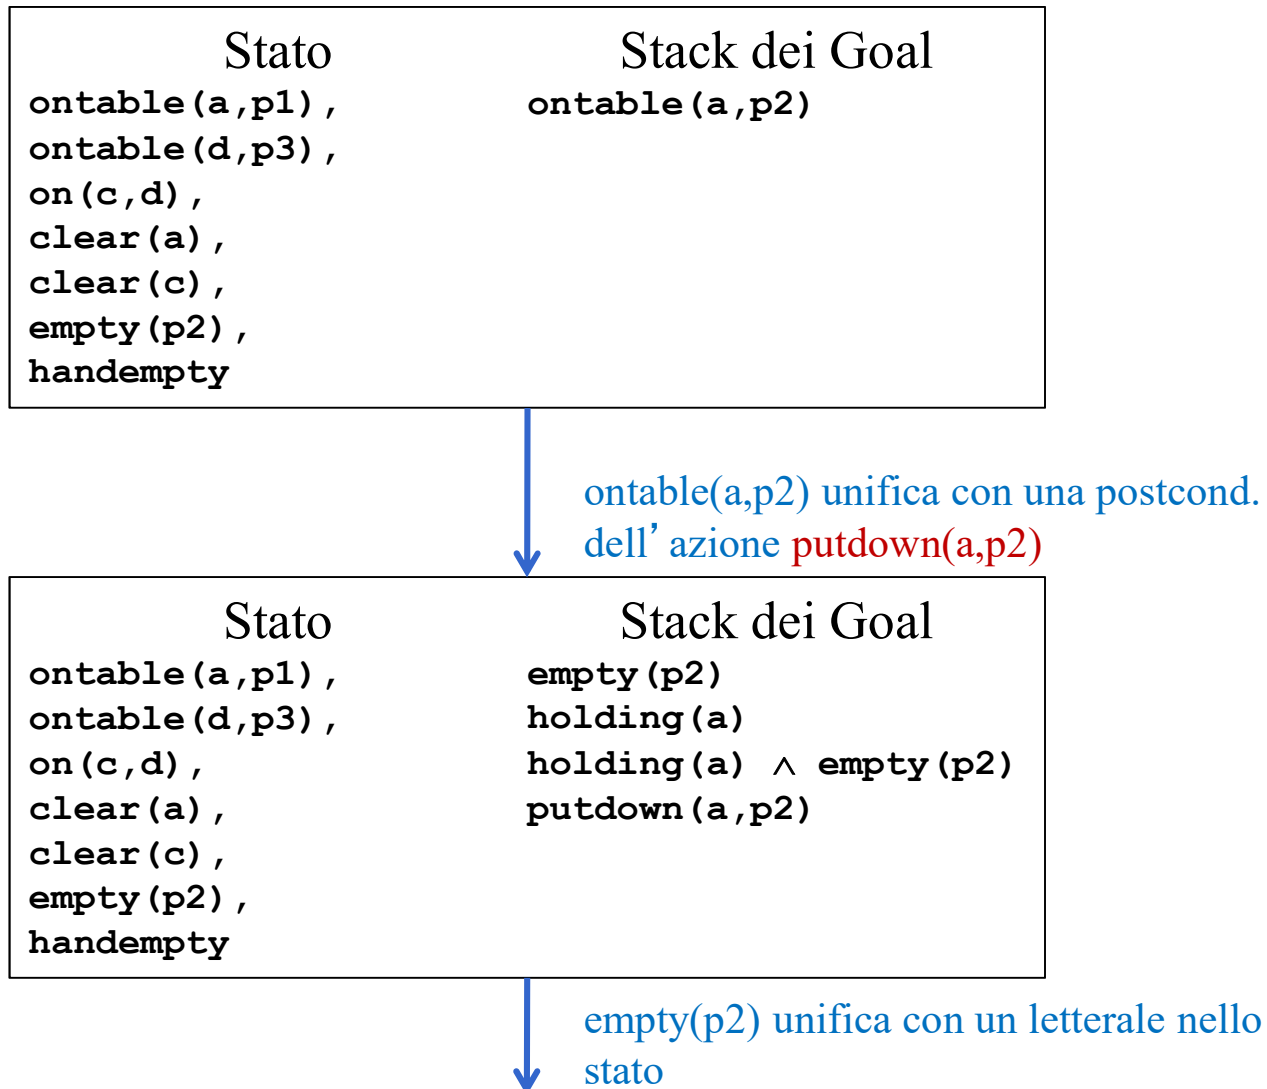 Stato Stack dei Goal
ontable(a,p1), ontable(a,p2)
ontable(d,p3),
on(c,d),
clear(a),
clear(c),
empty(p2),
handempty
ontable(a,p2) unifica con una postcond.
dell’ azione putdown(a,p2)
Stato Stack dei Goal
ontable(a,p1), empty(p2)
ontable(d,p3), holding(a)
on(c,d), holding(a) ∧ empty(p2)
clear(a), putdown(a,p2)
clear(c),
empty(p2),
handempty
empty(p2) unifica con un letterale nello
stato